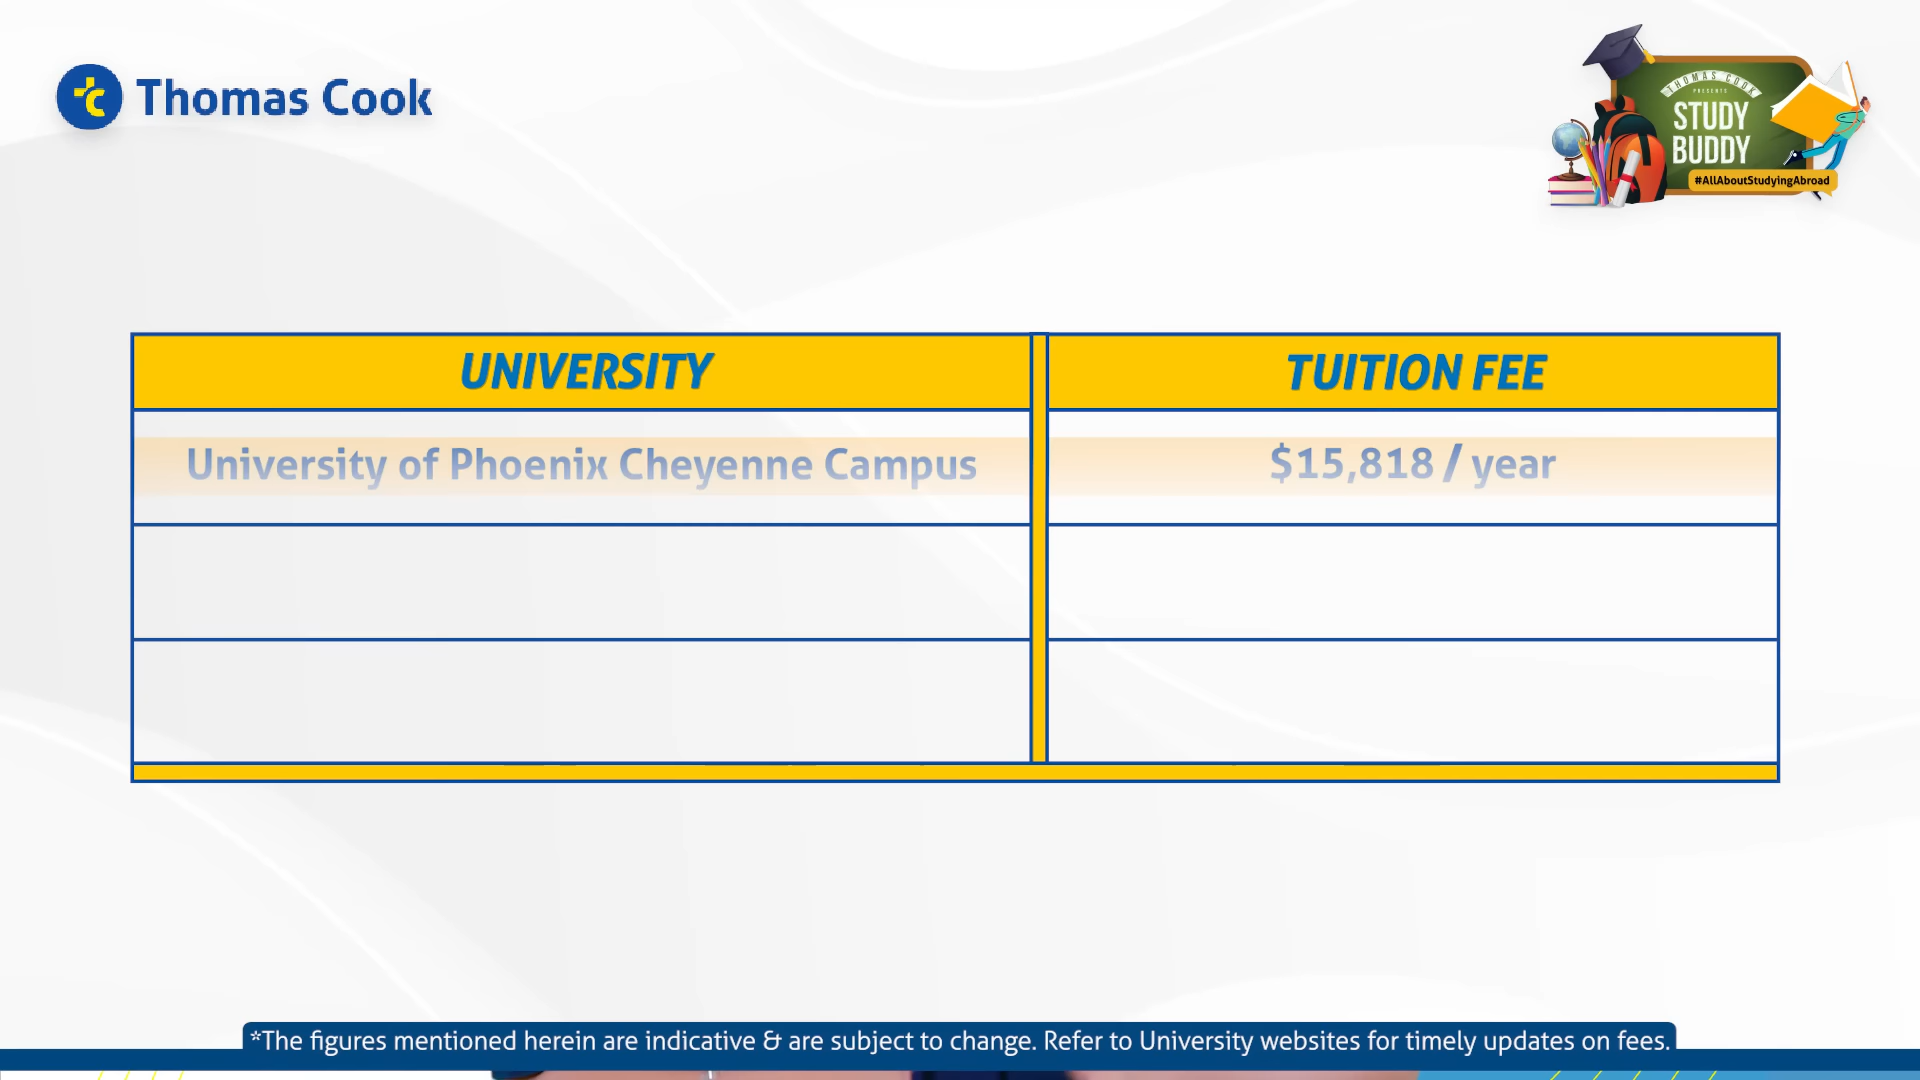 Thomas Cook
THOMAS COOK
PRESENTS
STUDY
BUDDY
#AllAboutStudyingAbroad
UNIVERSITY
TUITION FEE
University of Phoenix Cheyenne Campus
$15,818 / year
*The figures mentioned herein are indicative & are subject to change. Refer to University websites for timely updates on fees.